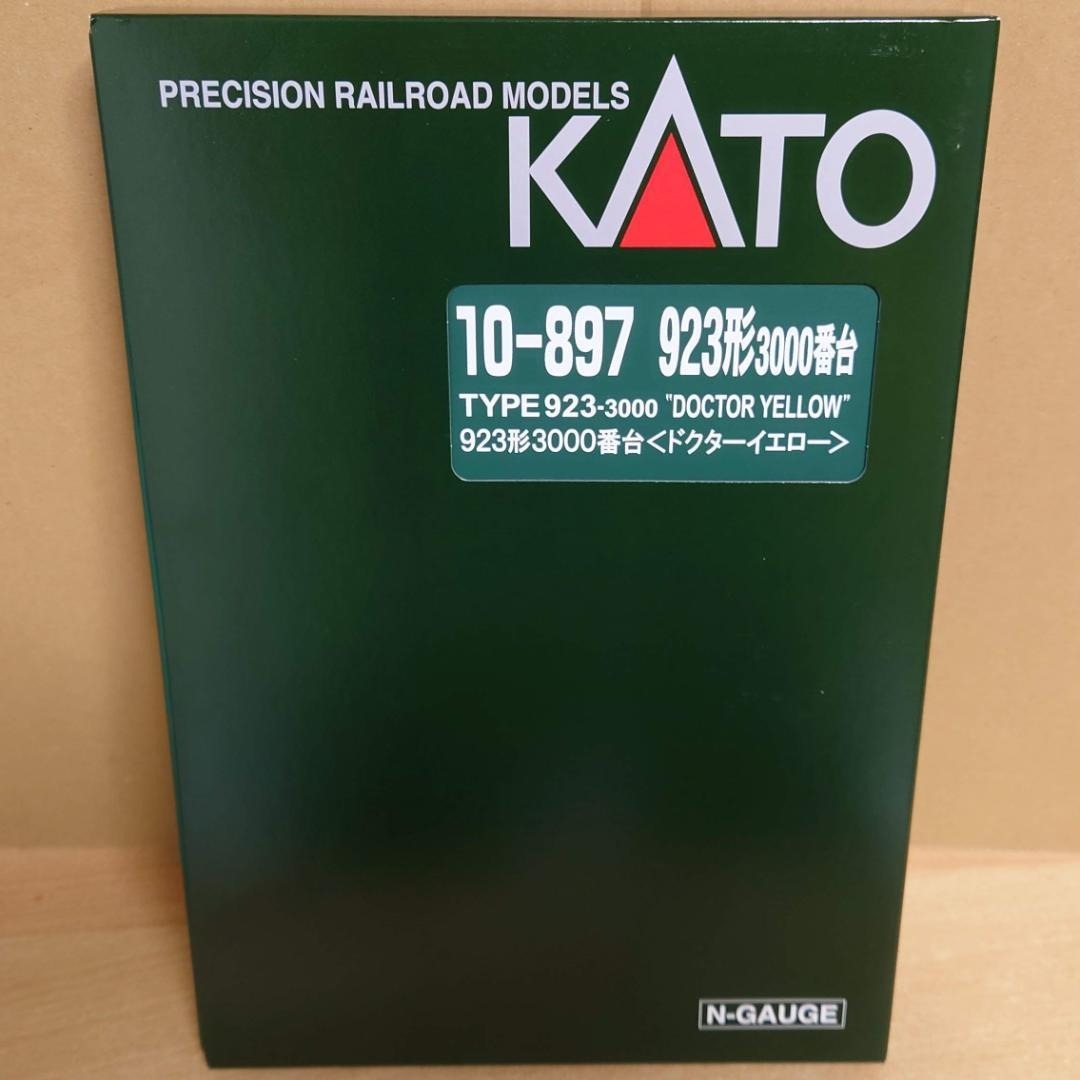 PRECISION RAILROAD MODELS
KATO
10-897 923形3000番台
TYPE 923-3000 "DOCTOR YELLOW"
923形3000番台<ドクターイエロー>
N-GAUGE